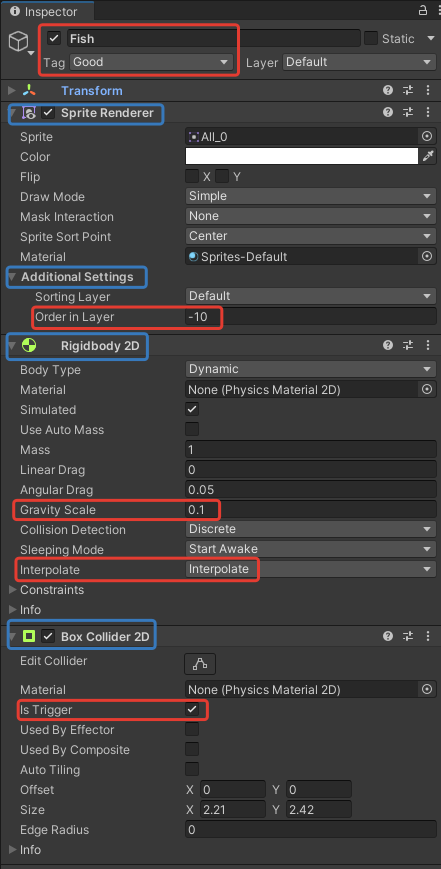 Inspector
Fish
Static
Tag Good
Layer Default
Transform
Sprite Renderer
Sprite All_0
Color
Flip X Y
Draw Mode Simple
Mask Interaction None
Sprite Sort Point Center
Material Sprites-Default
Additional Settings
Sorting Layer Default
Order in Layer -10
Rigidbody 2D
Body Type Dynamic
Material None (Physics Material 2D)
Simulated
Use Auto Mass
Mass 1
Linear Drag 0
Angular Drag 0.05
Gravity Scale 0.1
Collision Detection Discrete
Sleeping Mode Start Awake
Interpolate Interpolate
Constraints
Info
Box Collider 2D
Edit Collider
Material None (Physics Material 2D)
Is Trigger
Used By Effector
Used By Composite
Auto Tiling
Offset X 0 Y 0
Size X 2.21 Y 2.42
Edge Radius 0
Info